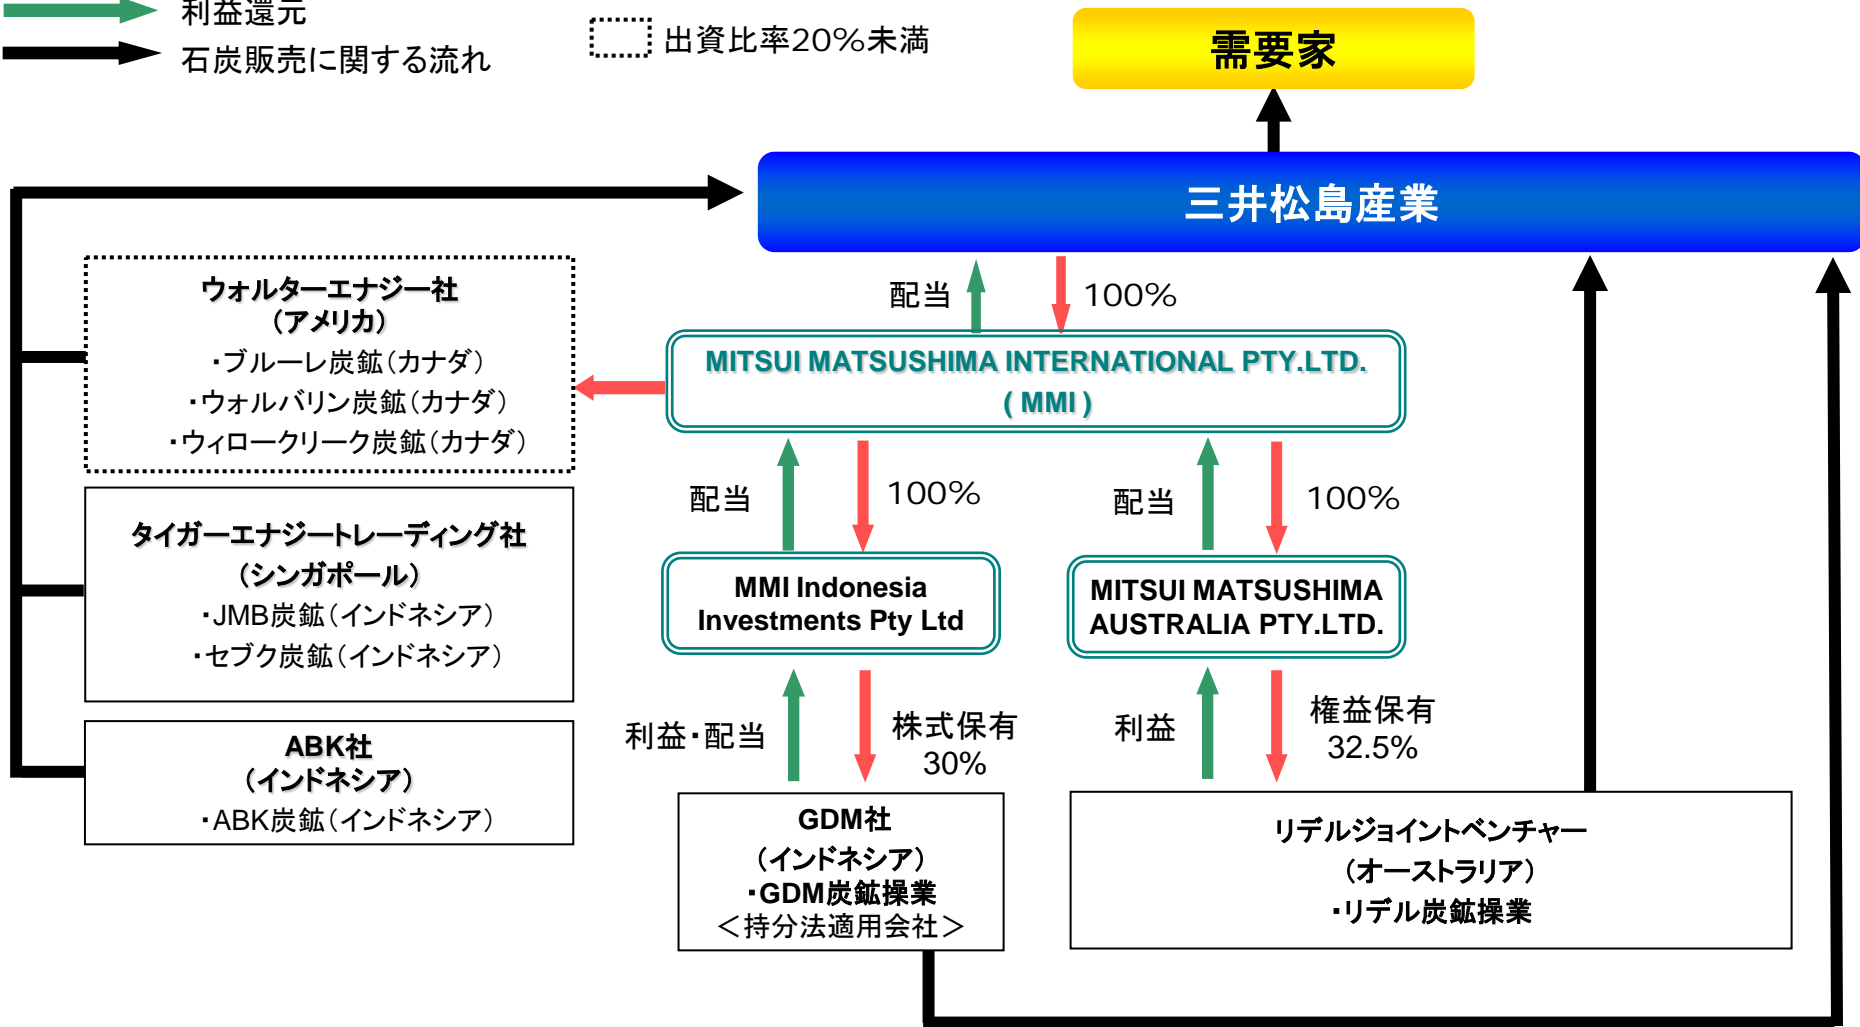 利益還元
石炭販売に関する流れ
出資比率20%未満
需要家
三井松島産業
配当
100%
ウォルターエナジー社
（アメリカ）
・ブルーレ炭鉱（カナダ）
・ウォルバリン炭鉱（カナダ）
・ウィロークリーク炭鉱（カナダ）
MITSUI MATSUSHIMA INTERNATIONAL PTY.LTD.
( MMI )
配当
100%
配当
100%
タイガーエナジートレーディング社
（シンガポール）
・JMB炭鉱（インドネシア）
・セブク炭鉱（インドネシア）
MMI Indonesia
Investments Pty Ltd
MITSUI MATSUSHIMA
AUSTRALIA PTY.LTD.
利益・配当
株式保有
30%
利益
権益保有
32.5%
ABK社
（インドネシア）
・ABK炭鉱（インドネシア）
GDM社
（インドネシア）
・GDM炭鉱操業
＜持分法適用会社＞
リデルジョイントベンチャー
（オーストラリア）
・リデル炭鉱操業